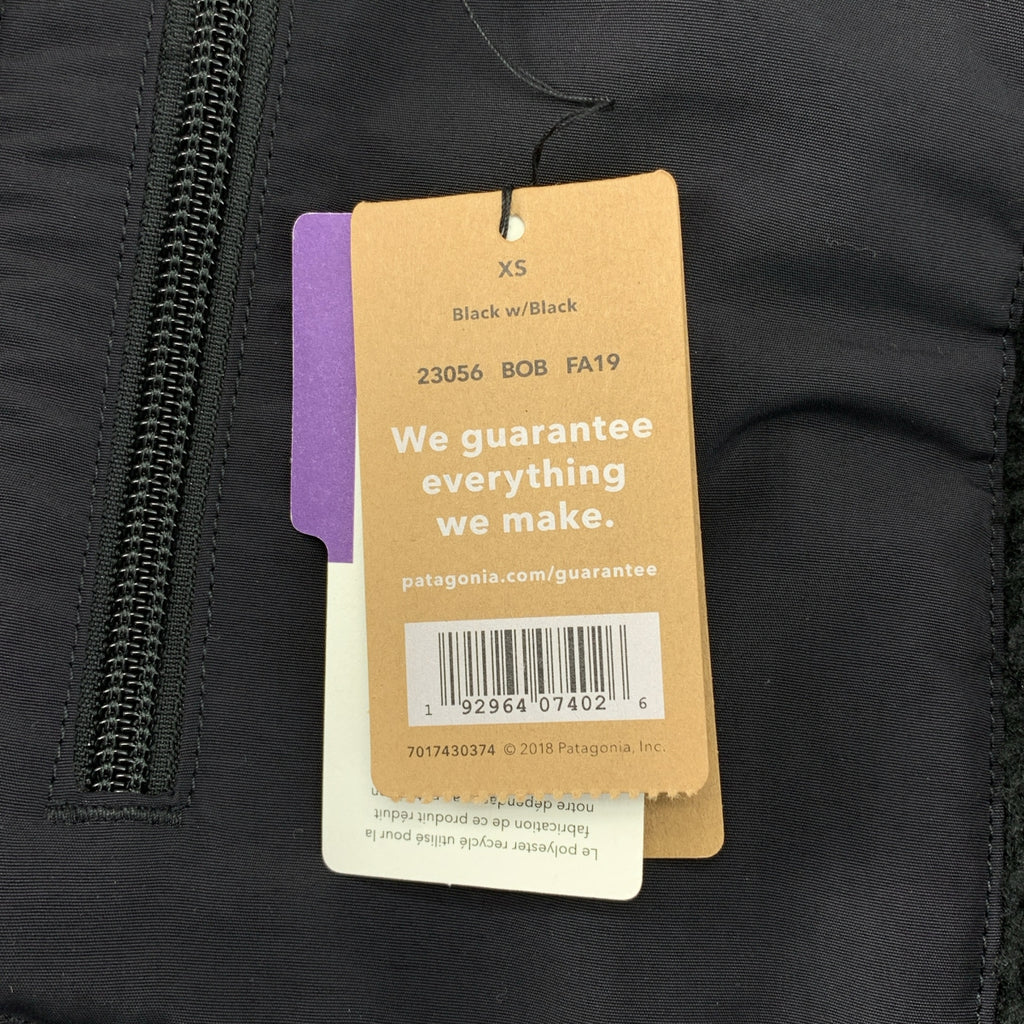 XS
Black w/Black
23056 BOB FA19
We guarantee
everything
we make.
patagonia.com/guarantee
1 92964 07402 6
7017430374 © 2018 Patagonia, Inc.
Le polyester recyclé utilisé pour la
fabrication de ce produit réduit
notre